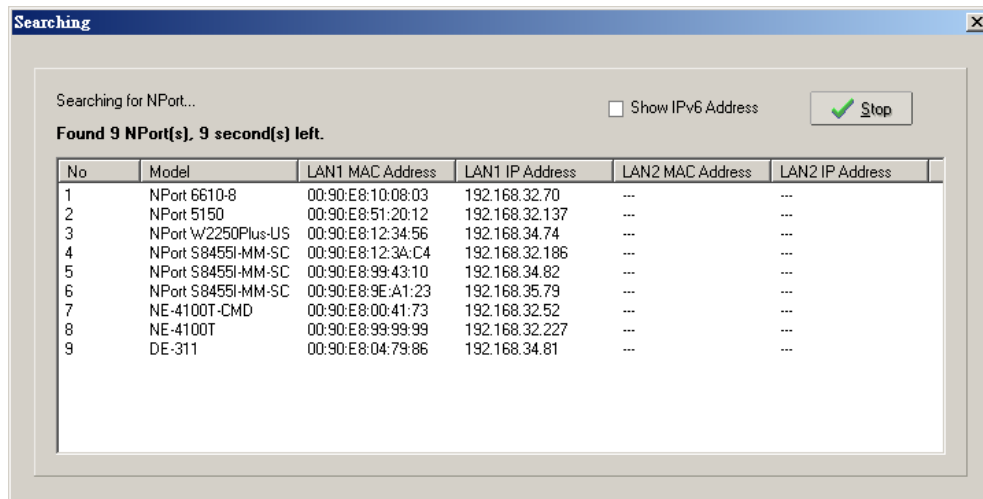 Searching
Searching for NPort...
Show IPv6 Address
Stop
Found 9 NPort(s), 9 second(s) left.
No Model LAN1 MAC Address LAN1 IP Address LAN2 MAC Address LAN2 IP Address
1 NPort 6610-8 00:90:E8:10:08:03 192.168.32.70 --- ---
2 NPort 5150 00:90:E8:51:20:12 192.168.32.137 --- ---
3 NPort W2250Plus-US 00:90:E8:12:34:56 192.168.34.74 --- ---
4 NPort S8455I-MM-SC 00:90:E8:12:3A:C4 192.168.32.186 --- ---
5 NPort S8455I-MM-SC 00:90:E8:99:43:10 192.168.34.82 --- ---
6 NPort S8455I-MM-SC 00:90:E8:9E:A1:23 192.168.35.79 --- ---
7 NE-4100T-CMD 00:90:E8:00:41:73 192.168.32.52 --- ---
8 NE-4100T 00:90:E8:99:99:99 192.168.32.227 --- ---
9 DE-311 00:90:E8:04:79:86 192.168.34.81 --- ---